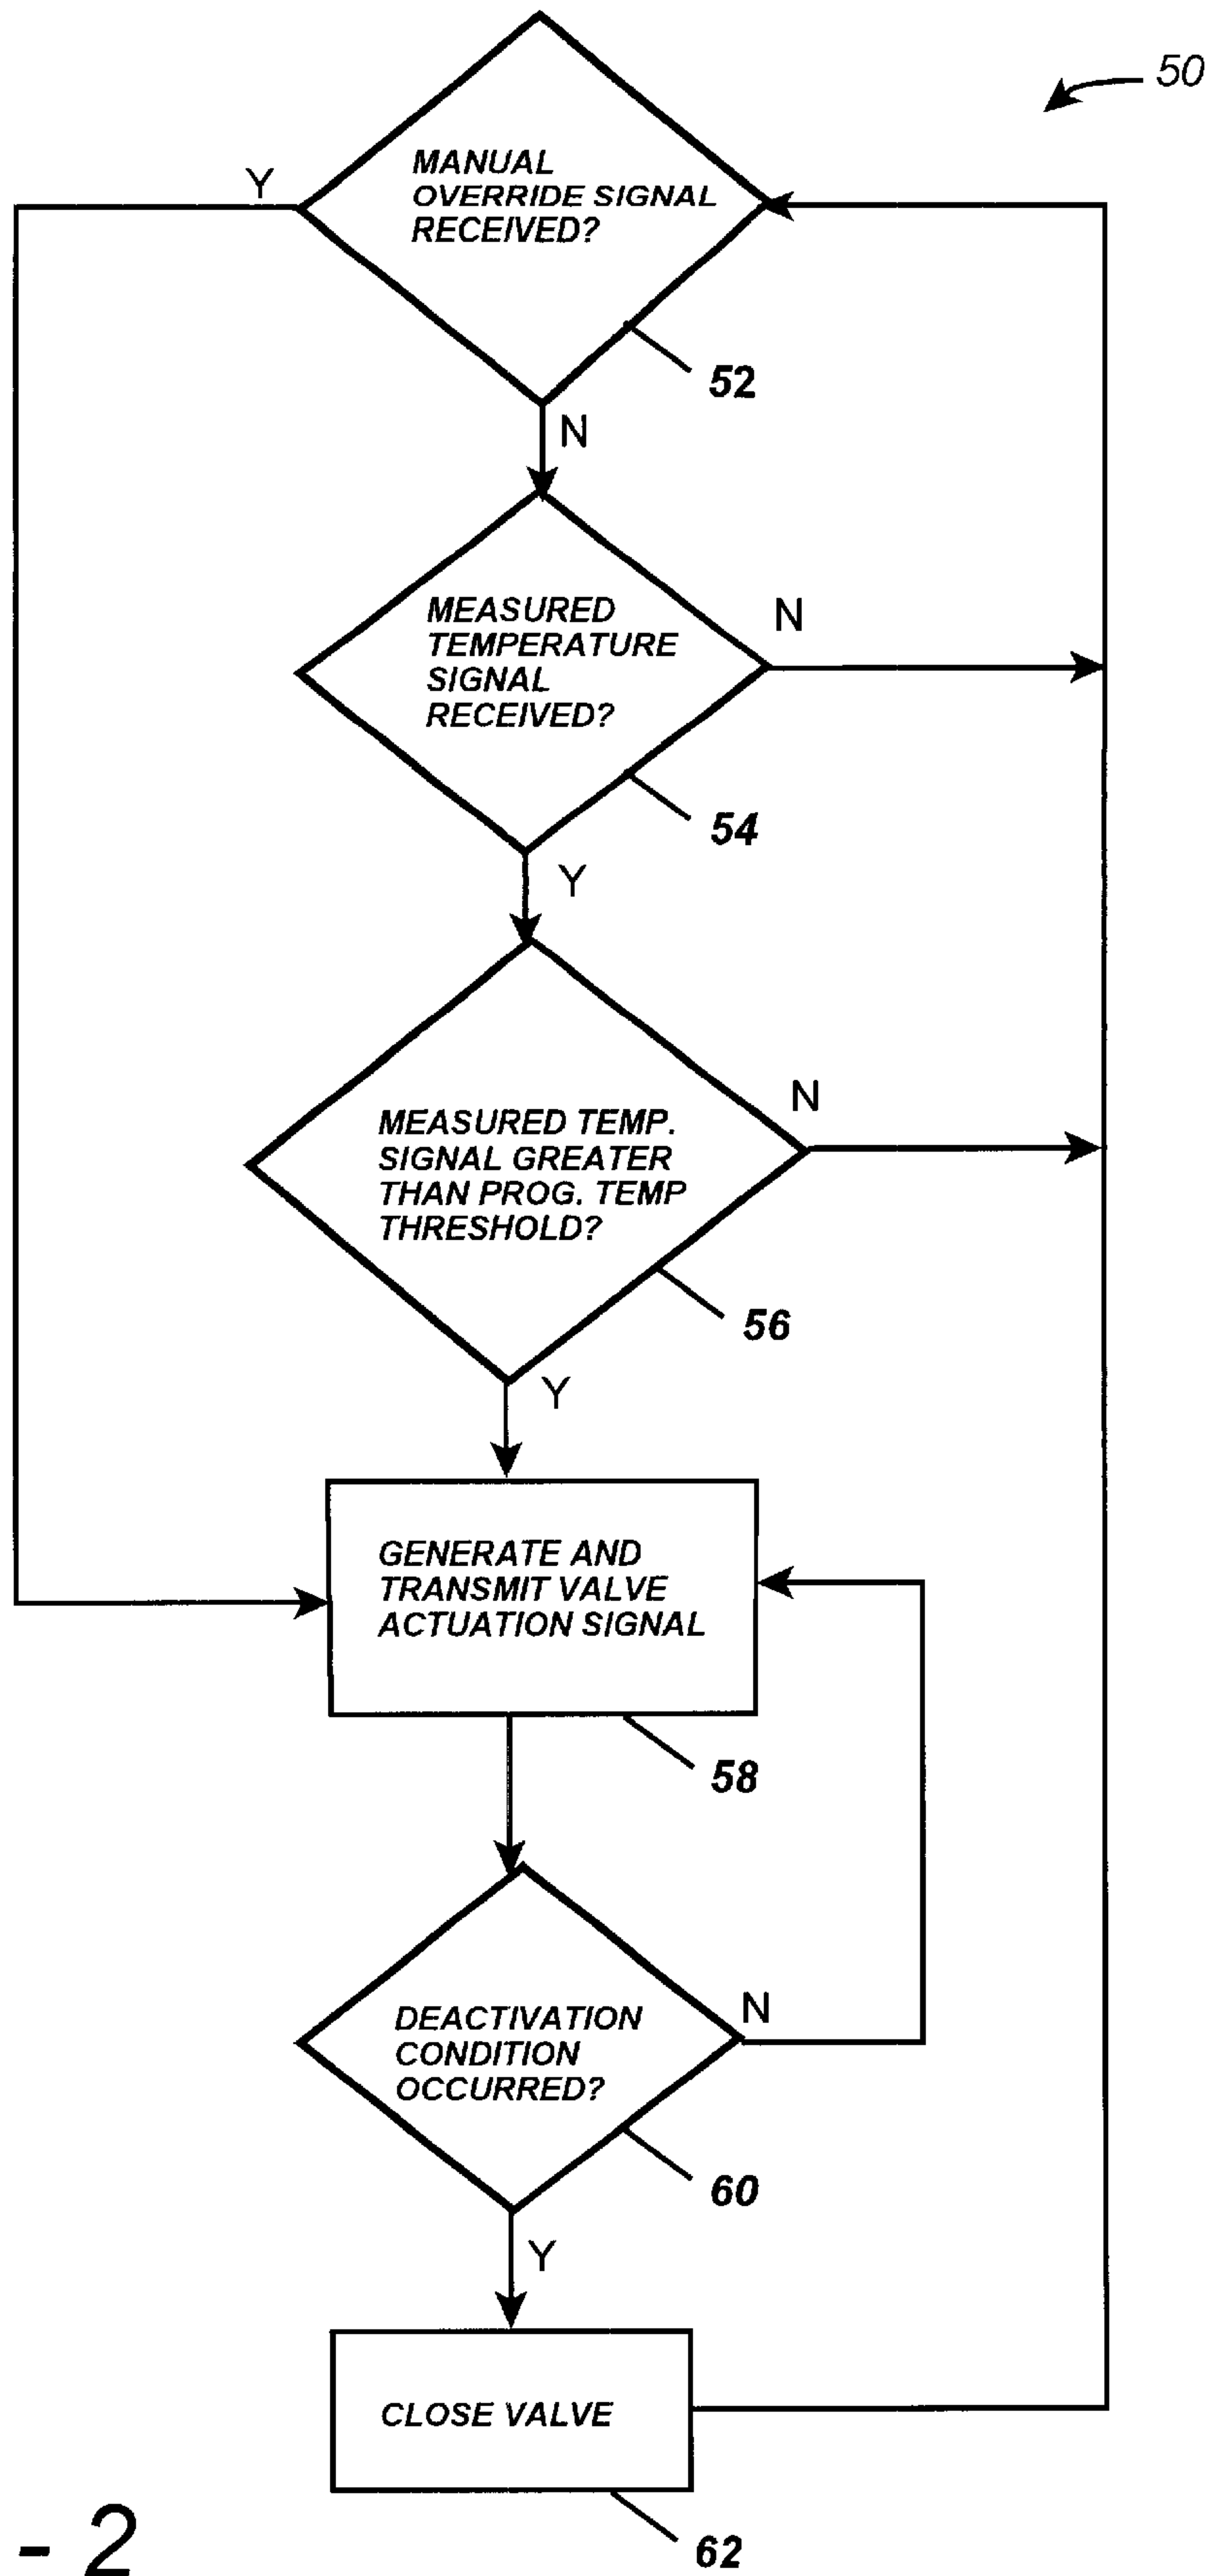 50
Y
MANUAL
OVERRIDE SIGNAL
RECEIVED?
52
N
MEASURED
TEMPERATURE
SIGNAL
RECEIVED?
N
54
Y
MEASURED TEMP.
SIGNAL GREATER
THAN PROG. TEMP
THRESHOLD?
N
56
Y
GENERATE AND
TRANSMIT VALVE
ACTUATION SIGNAL
58
DEACTIVATION
CONDITION
OCCURRED?
N
60
Y
CLOSE VALVE
62
- 2